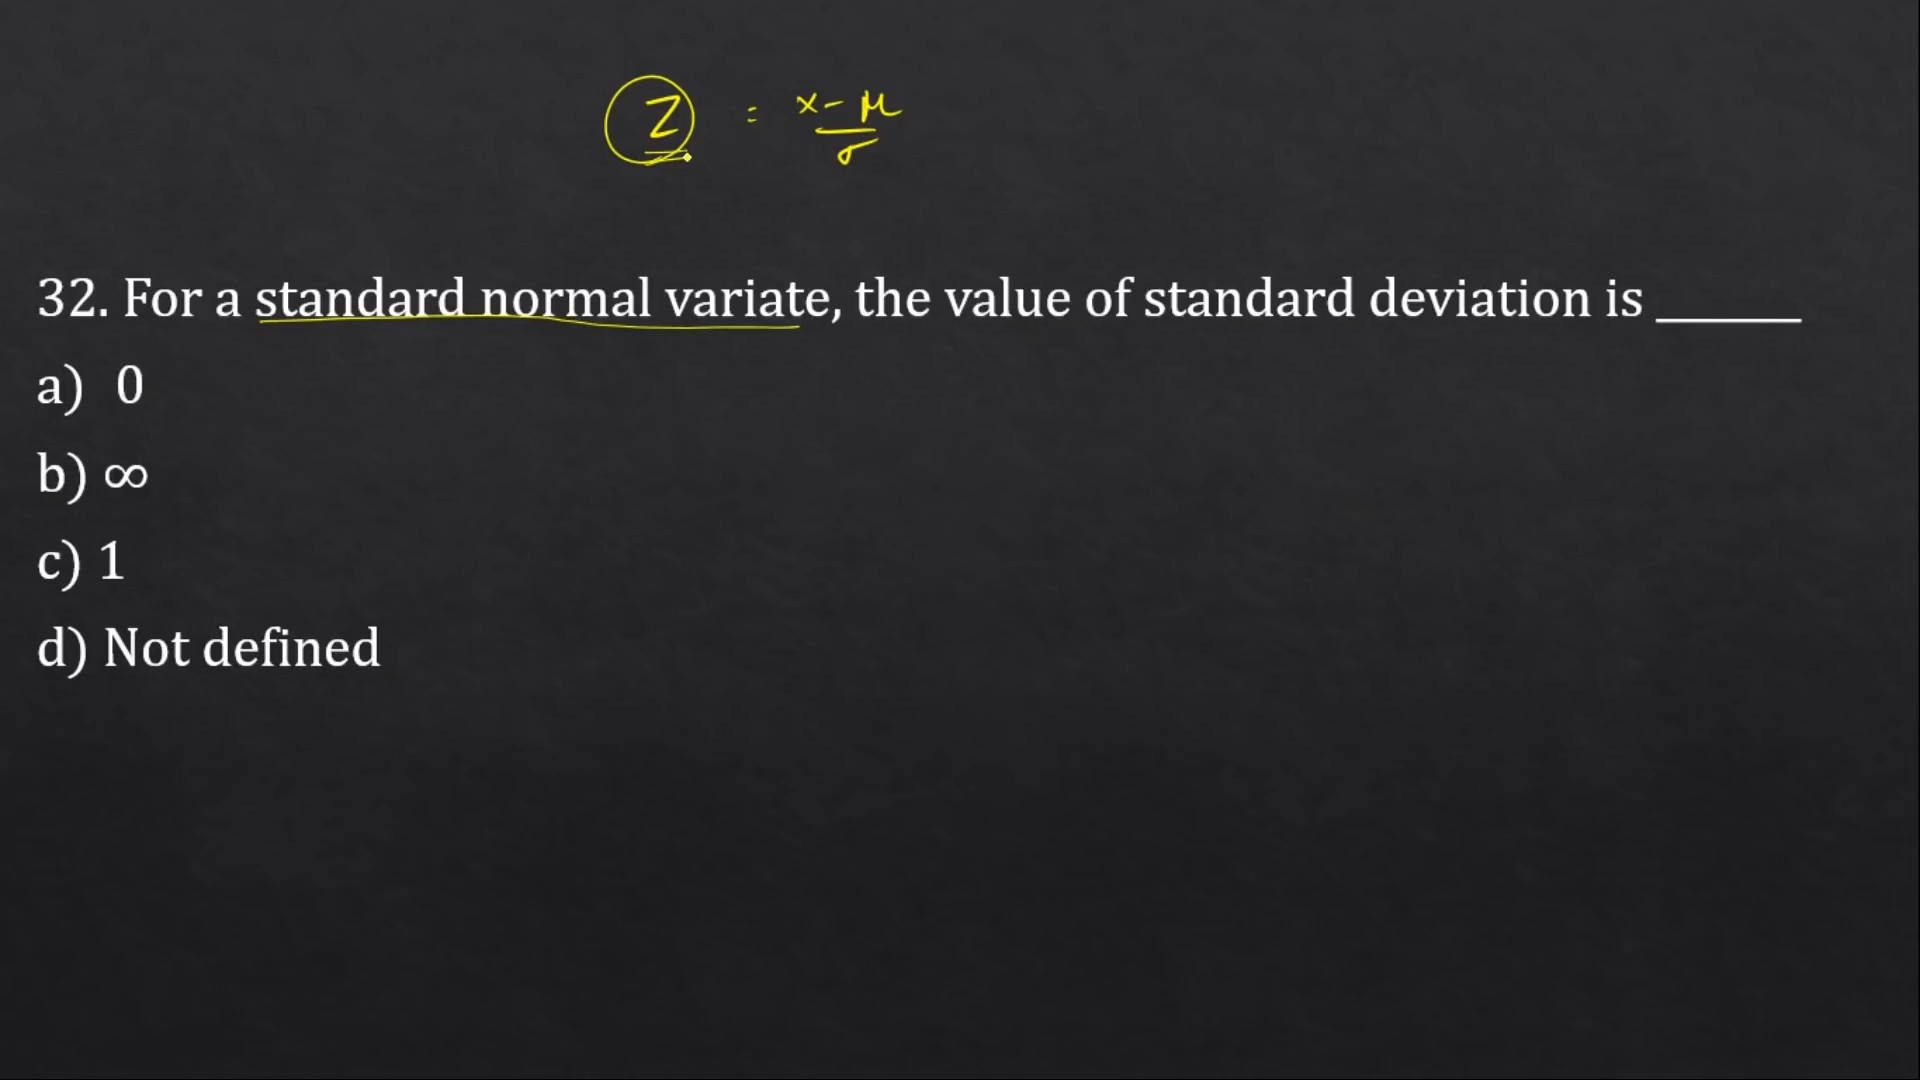 Z = x - μ
σ
32. For a standard normal variate, the value of standard deviation is ______
a) 0
b) ∞
c) 1
d) Not defined